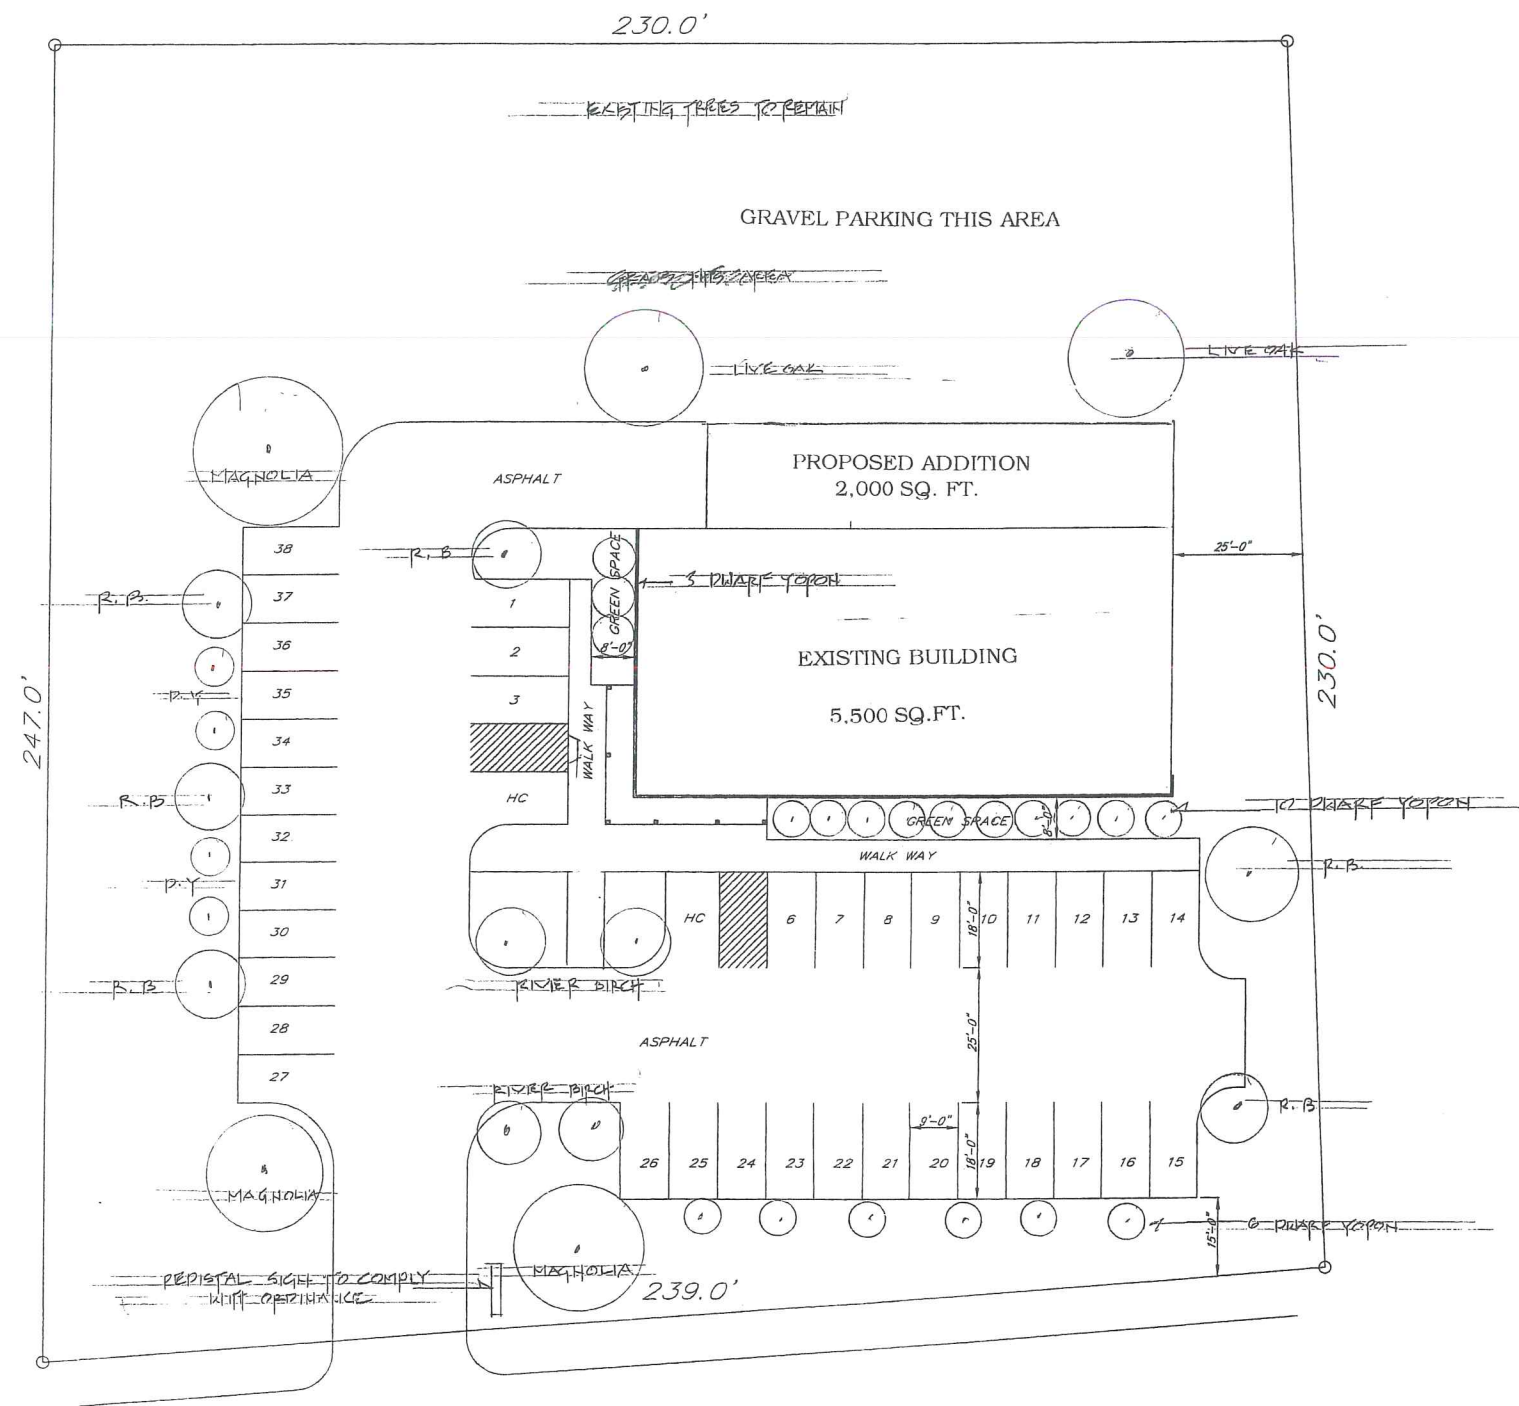 230.0'
EXISTING TREES TO REMAIN
GRAVEL PARKING THIS AREA
LIVE OAK
LIVE OAK
MAGNOLIA
ASPHALT
PROPOSED ADDITION
2,000 SQ. FT.
38
37
36
35
34
33
32
31
30
29
28
27
R.B.
R.B
1
2
3
HC
GREEN SPACE
8'-0"
3 DWARF YOPON
25'-0"
EXISTING BUILDING
5,500 SQ.FT.
230.0'
247.0'
D.Y
R.B
D.Y
R.B
WALK WAY
GREEN SPACE
8'-0"
10 DWARF YOPON
WALK WAY
R.B.
HC
6
7
8
9
10
11
12
13
14
18'-0"
RIVER BIRCH
ASPHALT
25'-0"
RIVER BIRCH
R.B
9'-0"
18'-0"
26
25
24
23
22
21
20
19
18
17
16
15
MAGNOLIA
6 DWARF YOPON
15'-0"
MAGNOLIA
239.0'
PEDISTAL SIGN TO COMPLY
WITH ORDINANCE